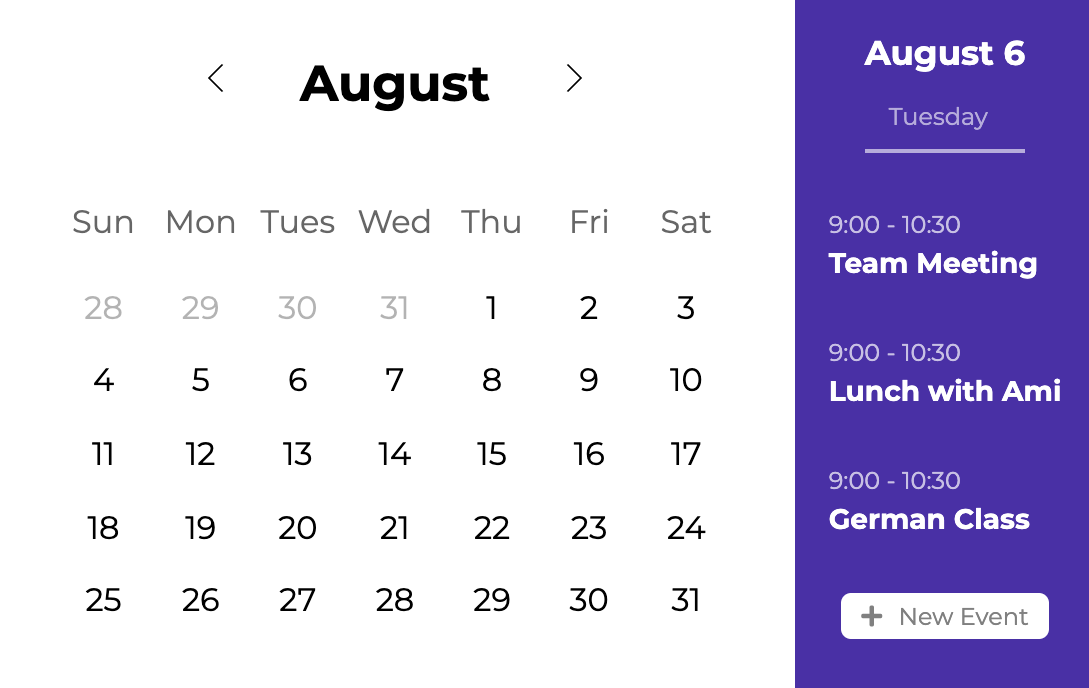 August
Sun Mon Tues Wed Thu Fri Sat
28 29 30 31 1 2 3
4 5 6 7 8 9 10
11 12 13 14 15 16 17
18 19 20 21 22 23 24
25 26 27 28 29 30 31
August 6
Tuesday
9:00 - 10:30
Team Meeting
9:00 - 10:30
Lunch with Ami
9:00 - 10:30
German Class
New Event